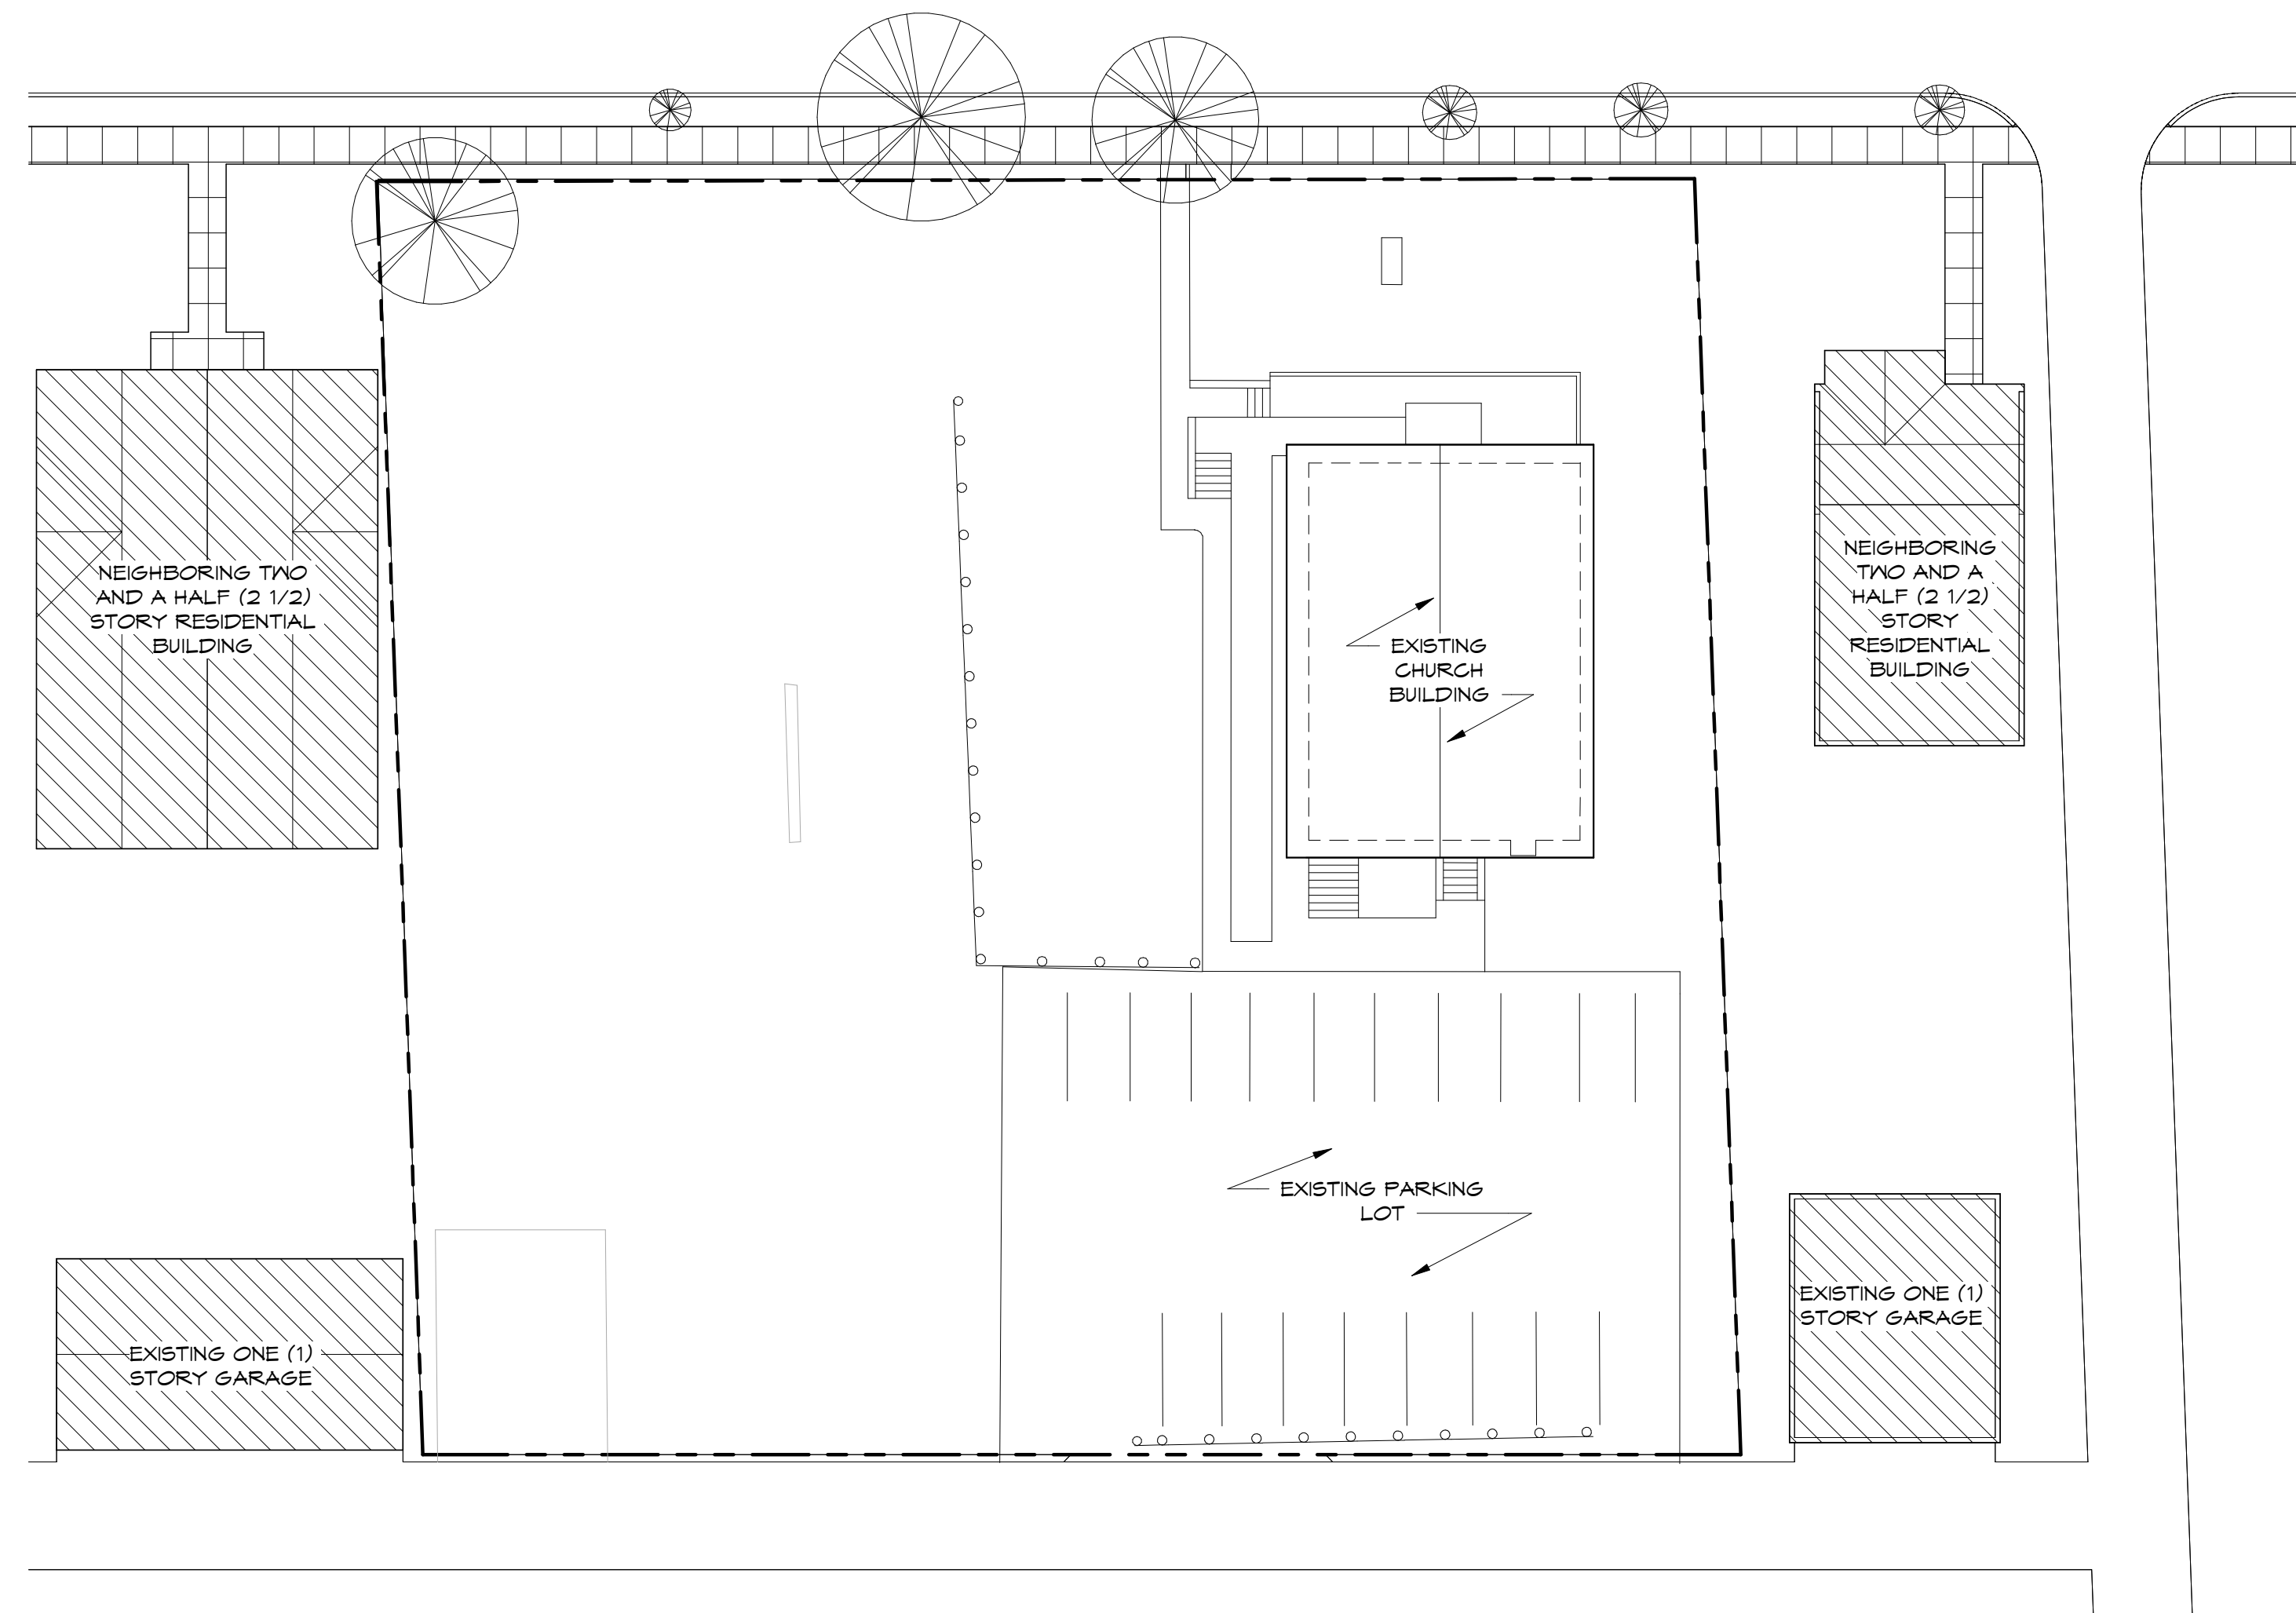 NEIGHBORING TWO
AND A HALF (2 1/2)
STORY RESIDENTIAL
BUILDING
EXISTING
CHURCH
BUILDING
NEIGHBORING
TWO AND A
HALF (2 1/2)
STORY
RESIDENTIAL
BUILDING
EXISTING PARKING
LOT
EXISTING ONE (1)
STORY GARAGE
EXISTING ONE (1)
STORY GARAGE